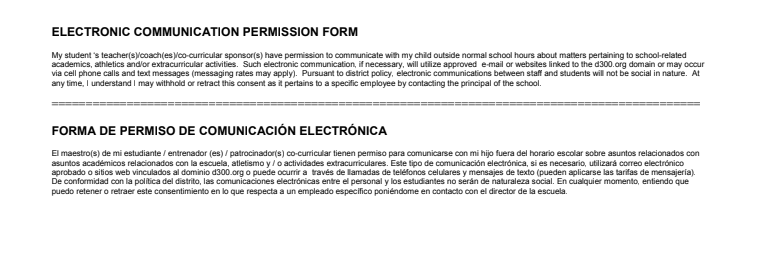 ELECTRONIC COMMUNICATION PERMISSION FORM
My student 's teacher(s)/coach(es)/co-curricular sponsor(s) have permission to communicate with my child outside normal school hours about matters pertaining to school-related
academics, athletics and/or extracurricular activities. Such electronic communication, if necessary, will utilize approved e-mail or websites linked to the d300.org domain or may occur
via cell phone calls and text messages (messaging rates may apply). Pursuant to district policy, electronic communications between staff and students will not be social in nature. At
any time, I understand I may withhold or retract this consent as it pertains to a specific employee by contacting the principal of the school.
FORMA DE PERMISO DE COMUNICACIÓN ELECTRÓNICA
El maestro(s) de mi estudiante / entrenador (es) / patrocinador(s) co-curricular tienen permiso para comunicarse con mi hijo fuera del horario escolar sobre asuntos relacionados con
asuntos académicos relacionados con la escuela, atletismo y / o actividades extracurriculares. Este tipo de comunicación electrónica, si es necesario, utilizará correo electrónico
aprobado o sitios web vinculados al dominio d300.org o puede ocurrir a través de llamadas de teléfonos celulares y mensajes de texto (pueden aplicarse las tarifas de mensajería).
De conformidad con la política del distrito, las comunicaciones electrónicas entre el personal y los estudiantes no serán de naturaleza social. En cualquier momento, entiendo que
puedo retener o retraer este consentimiento en lo que respecta a un empleado específico poniéndome en contacto con el director de la escuela.